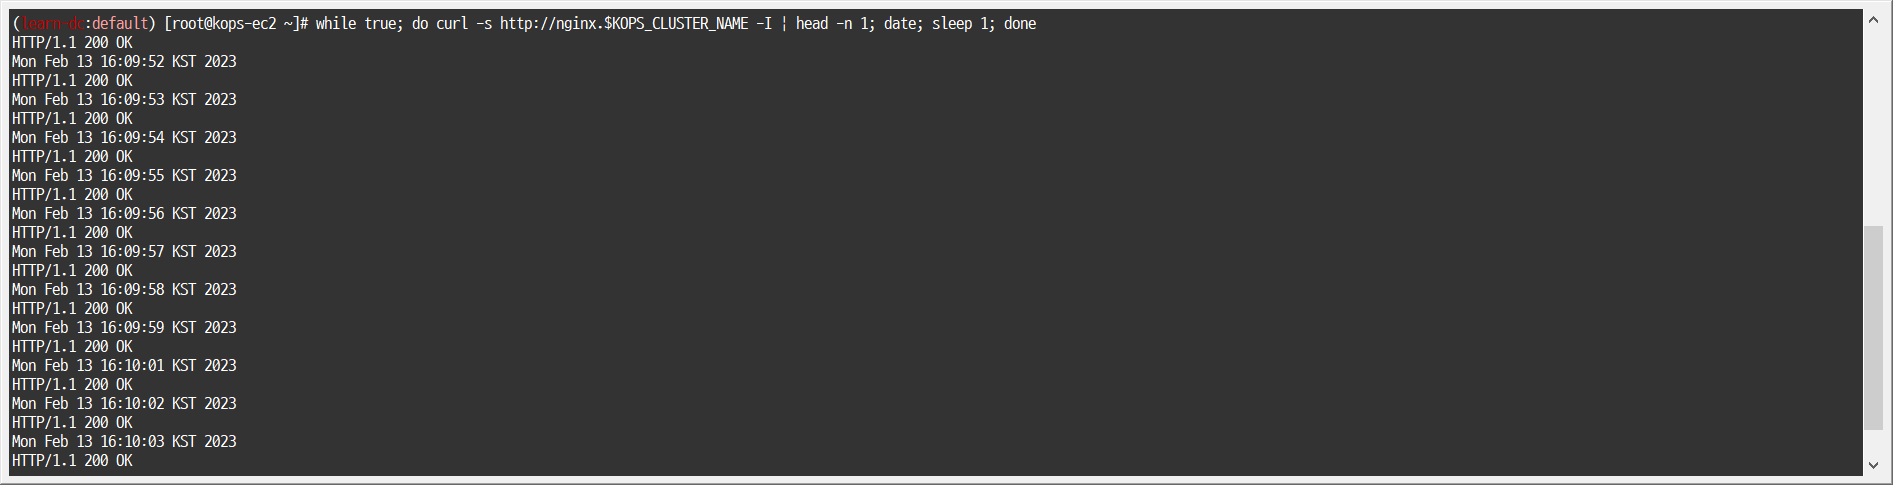 (learn-dc:default) [root@kops-ec2 ~]# while true; do curl -s http://nginx.$KOPS_CLUSTER_NAME -I | head -n 1; date; sleep 1; done
HTTP/1.1 200 OK
Mon Feb 13 16:09:52 KST 2023
HTTP/1.1 200 OK
Mon Feb 13 16:09:53 KST 2023
HTTP/1.1 200 OK
Mon Feb 13 16:09:54 KST 2023
HTTP/1.1 200 OK
Mon Feb 13 16:09:55 KST 2023
HTTP/1.1 200 OK
Mon Feb 13 16:09:56 KST 2023
HTTP/1.1 200 OK
Mon Feb 13 16:09:57 KST 2023
HTTP/1.1 200 OK
Mon Feb 13 16:09:58 KST 2023
HTTP/1.1 200 OK
Mon Feb 13 16:09:59 KST 2023
HTTP/1.1 200 OK
Mon Feb 13 16:10:01 KST 2023
HTTP/1.1 200 OK
Mon Feb 13 16:10:02 KST 2023
HTTP/1.1 200 OK
Mon Feb 13 16:10:03 KST 2023
HTTP/1.1 200 OK